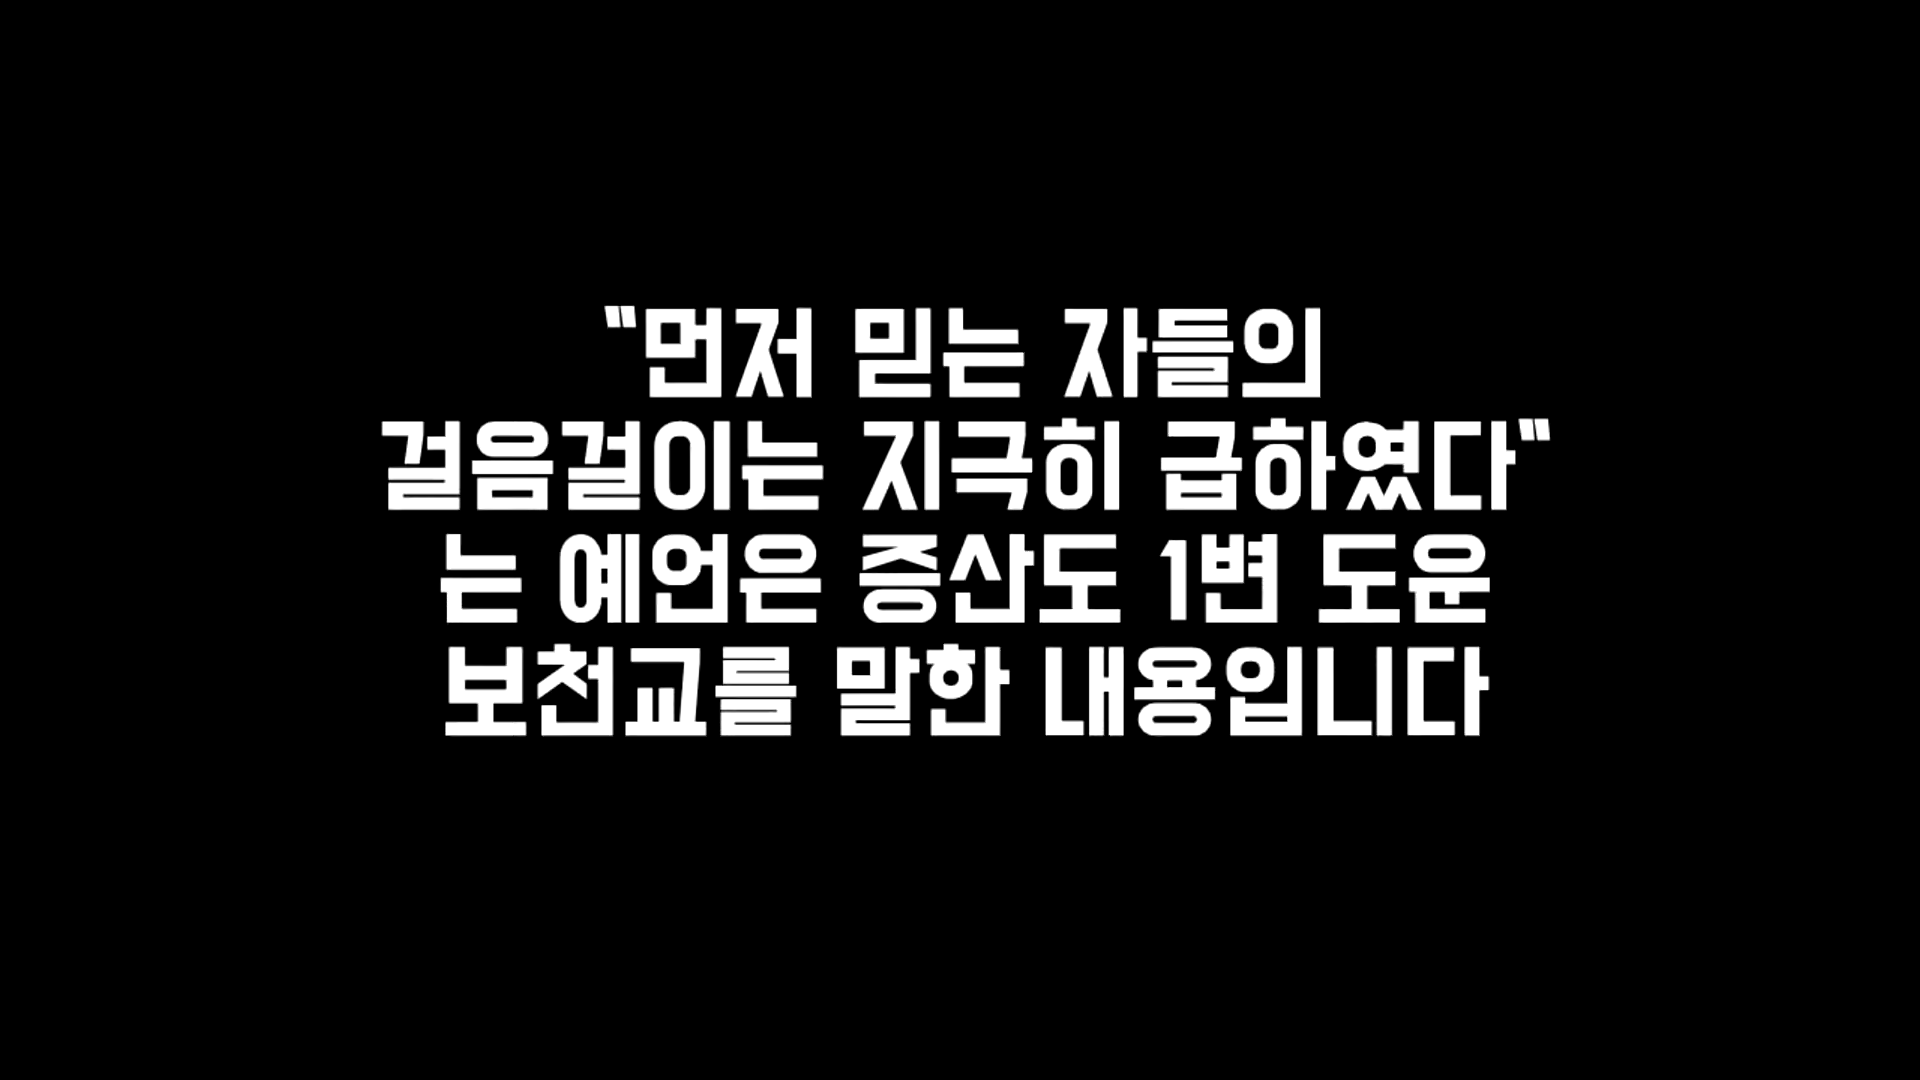 "먼저 믿는 자들의
걸음걸이는 지극히 급하였다"
는 예언은 증산도 1변 도운
보천교를 말한 내용입니다